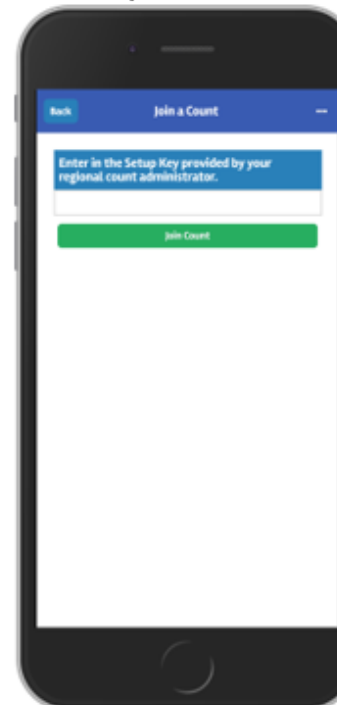 Back Join a Count
Enter in the Setup Key provided by your
regional count administrator.
Join Count